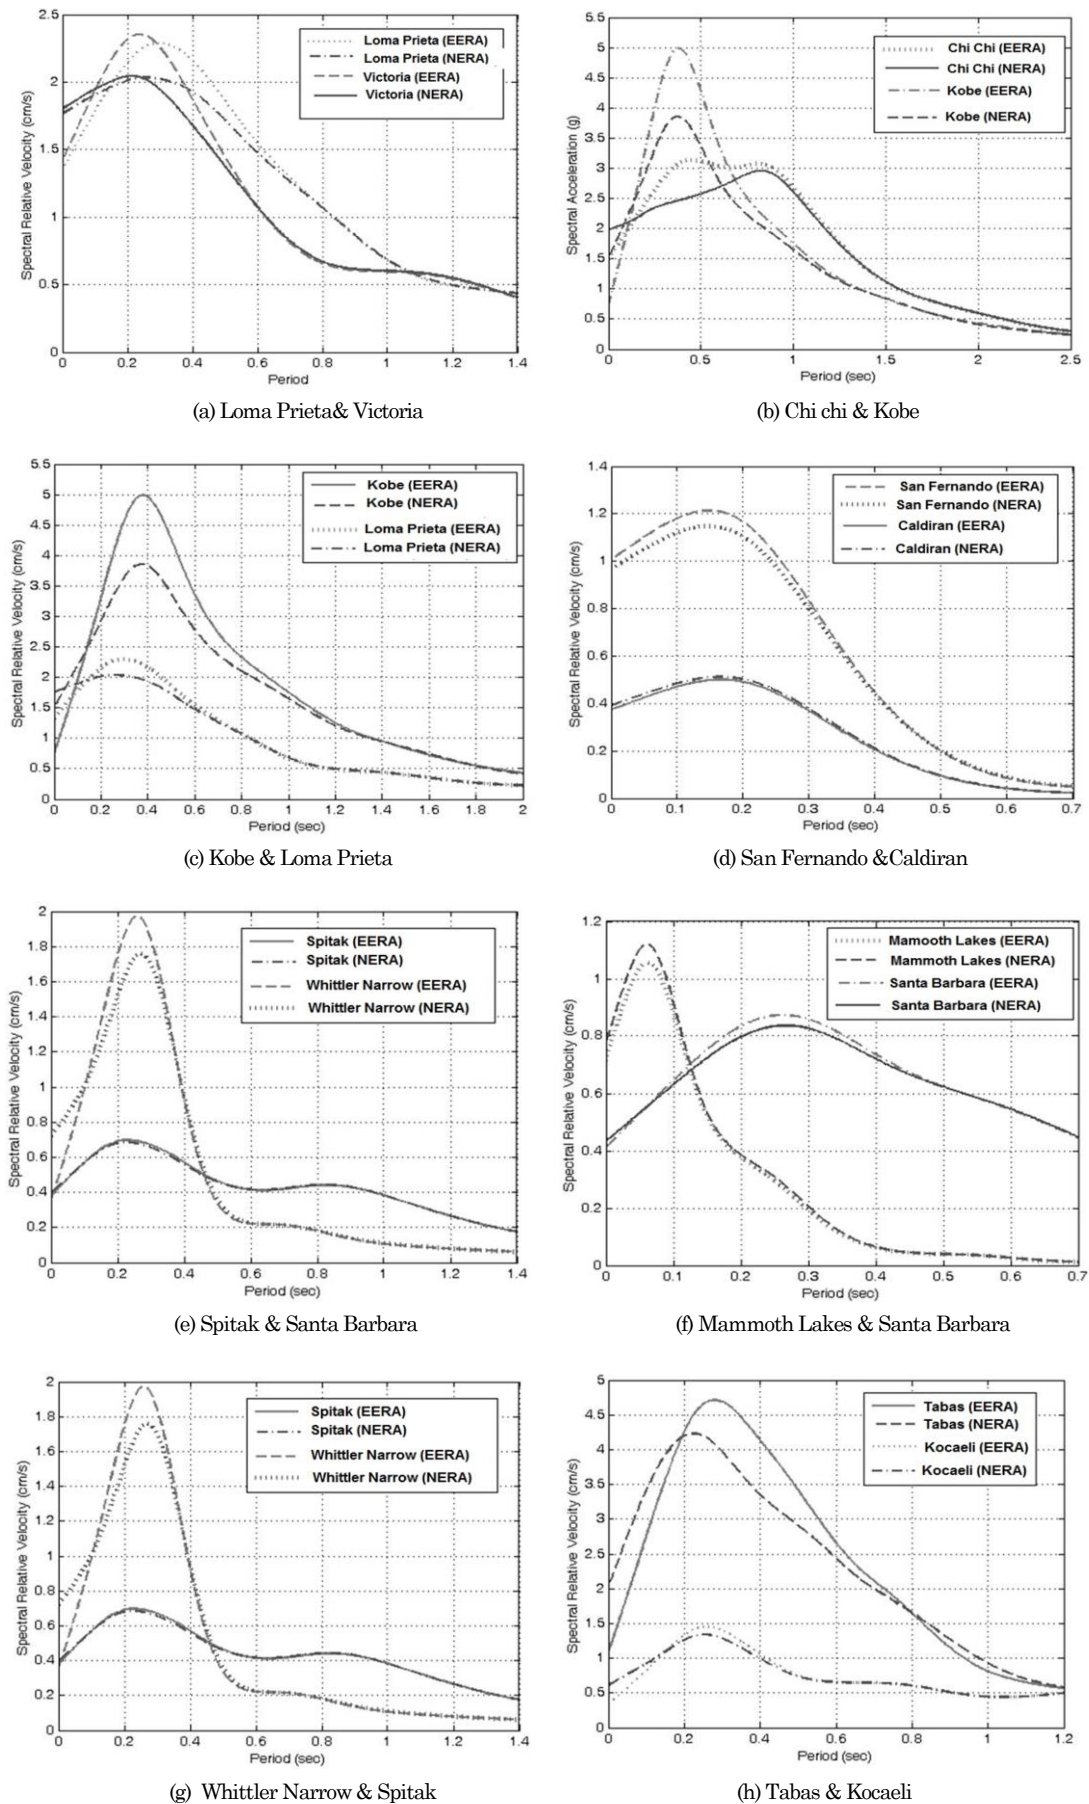 2.5
2
1.5
1
0.5
0
Spectral Relative Velocity (cm/s)
Loma Prieta (EERA)
Loma Prieta (NERA)
Victoria (EERA)
Victoria (NERA)
0 0.2 0.4 0.6 0.8 1 1.2 1.4
Period
(a) Loma Prieta& Victoria
5.5
5
4.5
4
3.5
3
2.5
2
1.5
1
0.5
0
Spectral Acceleration (g)
Chi Chi (EERA)
Chi Chi (NERA)
Kobe (EERA)
Kobe (NERA)
0 0.5 1 1.5 2 2.5
Period (sec)
(b) Chi chi & Kobe
5.5
5
4.5
4
3.5
3
2.5
2
1.5
1
0.5
0
Spectral Relative Velocity (cm/s)
Kobe (EERA)
Kobe (NERA)
Loma Prieta (EERA)
Loma Prieta (NERA)
0 0.2 0.4 0.6 0.8 1 1.2 1.4 1.6 1.8 2
Period (sec)
(c) Kobe & Loma Prieta
1.4
1.2
1
0.8
0.6
0.4
0.2
0
Spectral Relative Velocity (cm/s)
San Fernando (EERA)
San Fernando (NERA)
Caldiran (EERA)
Caldiran (NERA)
0 0.1 0.2 0.3 0.4 0.5 0.6 0.7
Period (sec)
(d) San Fernando &Caldiran
2
1.8
1.6
1.4
1.2
1
0.8
0.6
0.4
0.2
0
Spectral Relative Velocity (cm/s)
Spitak (EERA)
Spitak (NERA)
Whittler Narrow (EERA)
Whittler Narrow (NERA)
0 0.2 0.4 0.6 0.8 1 1.2 1.4
Period (sec)
(e) Spitak & Santa Barbara
1.2
1
0.8
0.6
0.4
0.2
0
Spectral Relative Velocity (cm/s)
Mamooth Lakes (EERA)
Mammoth Lakes (NERA)
Santa Barbara (EERA)
Santa Barbara (NERA)
0 0.1 0.2 0.3 0.4 0.5 0.6 0.7
Period (sec)
(f) Mammoth Lakes & Santa Barbara
2
1.8
1.6
1.4
1.2
1
0.8
0.6
0.4
0.2
0
Spectral Relative Velocity (cm/s)
Spitak (EERA)
Spitak (NERA)
Whittler Narrow (EERA)
Whittler Narrow (NERA)
0 0.2 0.4 0.6 0.8 1 1.2 1.4
Period (sec)
(g) Whittler Narrow & Spitak
5
4.5
4
3.5
3
2.5
2
1.5
1
0.5
0
Spectral Relative Velocity (cm/s)
Tabas (EERA)
Tabas (NERA)
Kocaeli (EERA)
Kocaeli (NERA)
0 0.2 0.4 0.6 0.8 1 1.2
Period (sec)
(h) Tabas & Kocaeli